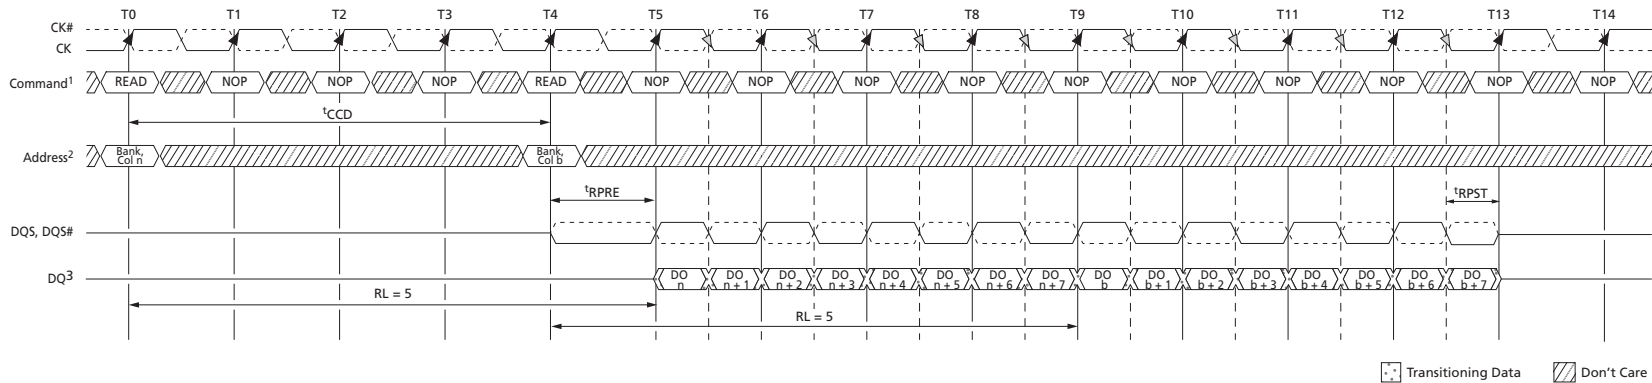 T0 T1 T2 T3 T4 T5 T6 T7 T8 T9 T10 T11 T12 T13 T14
CK#
CK
Command1 READ NOP NOP NOP READ NOP NOP NOP NOP NOP NOP NOP NOP NOP NOP
tCCD
Address2 Bank, Col n Bank, Col b
tRPRE tRPST
DQS, DQS#
DQ3 DO n DO n + 1 DO n + 2 DO n + 3 DO n + 4 DO n + 5 DO n + 6 DO n + 7 DO b DO b + 1 DO b + 2 DO b + 3 DO b + 4 DO b + 5 DO b + 6 DO b + 7
RL = 5
RL = 5
Transitioning Data Don't Care